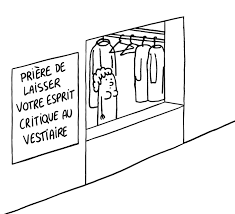 PRIÈRE DE
LAISSER
VOTRE ESPRIT
CRITIQUE AU
VESTIAIRE